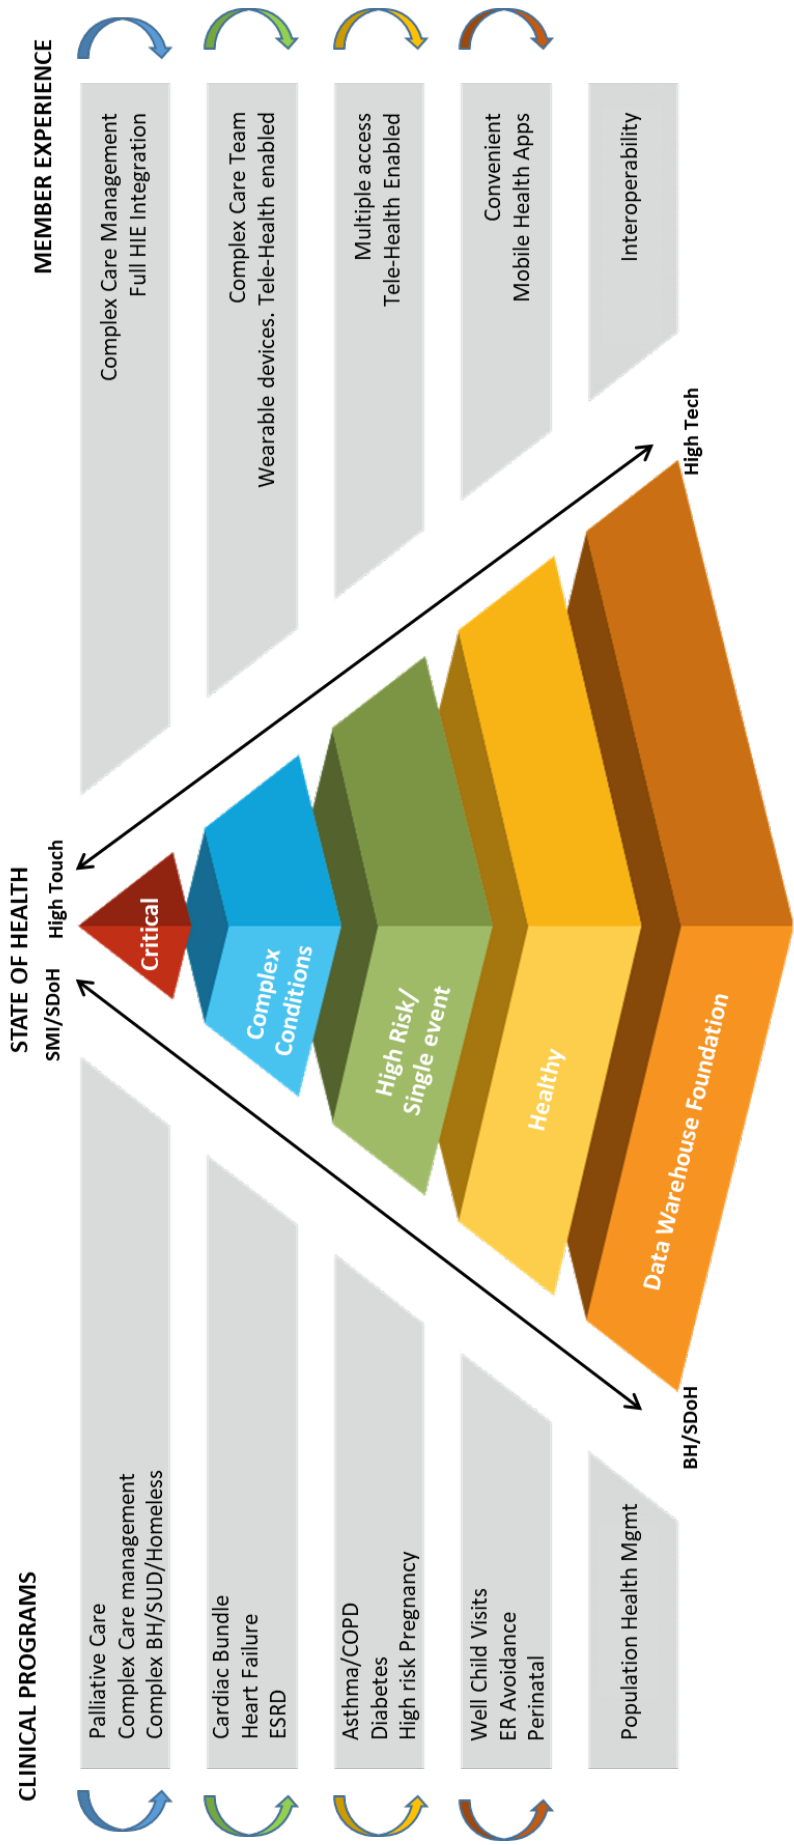 CLINICAL PROGRAMS
STATE OF HEALTH
MEMBER EXPERIENCE
SMI/SDoH
High Touch
Palliative Care
Complex Care management
Complex BH/SUD/Homeless
Critical
Complex Care Management
Full HIE Integration
Cardiac Bundle
Heart Failure
ESRD
Complex
Conditions
Complex Care Team
Wearable devices. Tele-Health enabled
Asthma/COPD
Diabetes
High risk Pregnancy
High Risk/
Single event
Multiple access
Tele-Health Enabled
Well Child Visits
ER Avoidance
Perinatal
Healthy
Convenient
Mobile Health Apps
Population Health Mgmt
Data Warehouse Foundation
Interoperability
BH/SDoH
High Tech